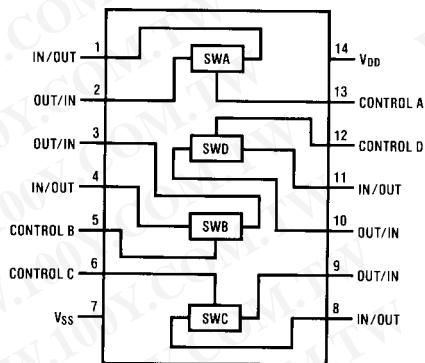 IN/OUT 1
OUT/IN 2
OUT/IN 3
IN/OUT 4
CONTROL B 5
CONTROL C 6
VSS 7
SWA
SWD
SWB
SWC
14 VDD
13 CONTROL A
12 CONTROL D
11 IN/OUT
10 OUT/IN
9 OUT/IN
8 IN/OUT